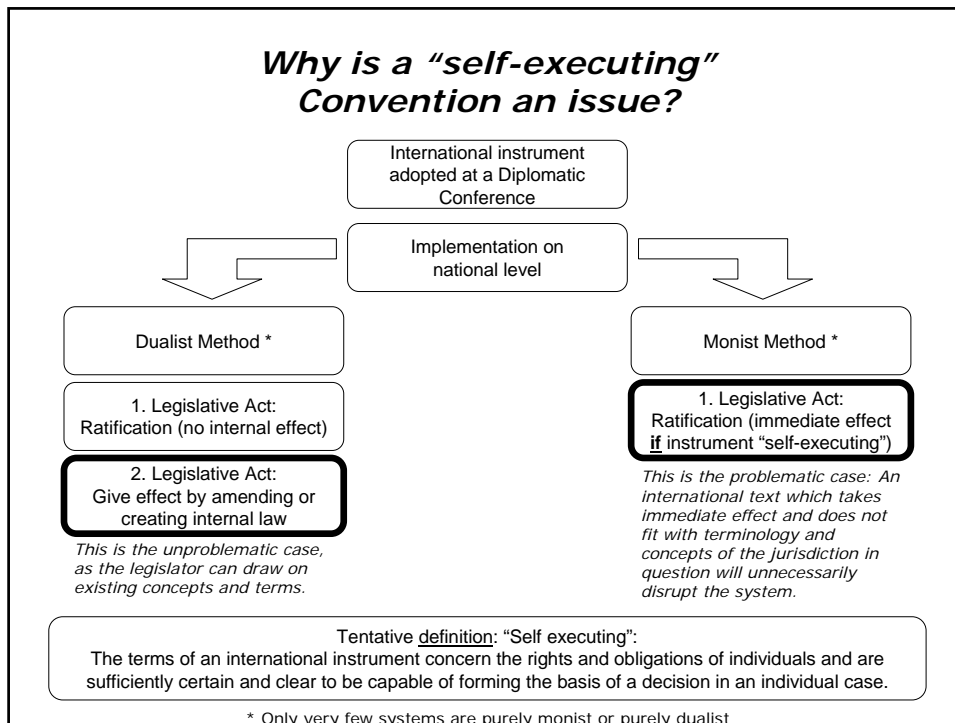 Why is a “self-executing”
Convention an issue?
International instrument
adopted at a Diplomatic
Conference
Implementation on
national level
Dualist Method *
1. Legislative Act:
Ratification (no internal effect)
2. Legislative Act:
Give effect by amending or
creating internal law
This is the unproblematic case,
as the legislator can draw on
existing concepts and terms.
Monist Method *
1. Legislative Act:
Ratification (immediate effect
if instrument “self-executing”)
This is the problematic case: An
international text which takes
immediate effect and does not
fit with terminology and
concepts of the jurisdiction in
question will unnecessarily
disrupt the system.
Tentative definition: “Self executing”:
The terms of an international instrument concern the rights and obligations of individuals and are
sufficiently certain and clear to be capable of forming the basis of a decision in an individual case.
* Only very few systems are purely monist or purely dualist